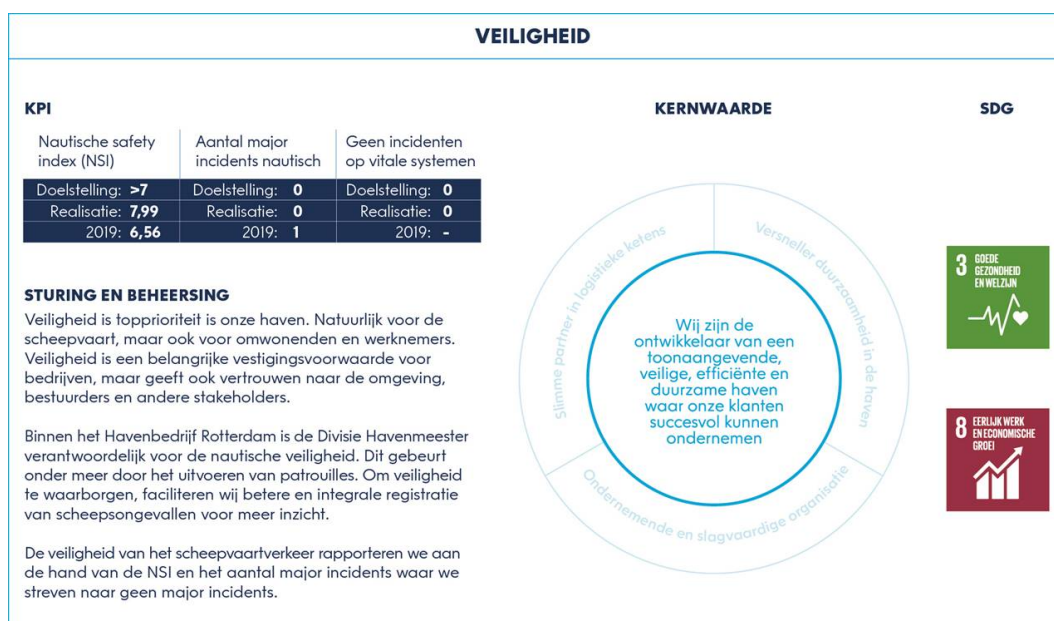 VEILIGHEID
KPI
Nautische safety
index (NSI)
Aantal major
incidents nautisch
Geen incidenten
op vitale systemen
Doelstelling: >7
Doelstelling: 0
Doelstelling: 0
Realisatie: 7,99
Realisatie: 0
Realisatie: 0
2019: 6,56
2019: 1
2019: -
STURING EN BEHEERSING
Veiligheid is topprioriteit is onze haven. Natuurlijk voor de
scheepvaart, maar ook voor omwonenden en werknemers.
Veiligheid is een belangrijke vestigingsvoorwaarde voor
bedrijven, maar geeft ook vertrouwen naar de omgeving,
bestuurders en andere stakeholders.
Binnen het Havenbedrijf Rotterdam is de Divisie Havenmeester
verantwoordelijk voor de nautische veiligheid. Dit gebeurt
onder meer door het uitvoeren van patrouilles. Om veiligheid
te waarborgen, faciliteren wij betere en integrale registratie
van scheepsongevallen voor meer inzicht.
De veiligheid van het scheepvaartverkeer rapporteren we aan
de hand van de NSI en het aantal major incidents waar we
streven naar geen major incidents.
KERNWAARDE
Slimme partner in logistieke ketens
Versneller duurzaamheid in de haven
Ondernemende en slagvaardige organisatie
Wij zijn de
ontwikkelaar van een
toonaangevende,
veilige, efficiënte en
duurzame haven
waar onze klanten
succesvol kunnen
ondernemen
SDG
3 GOEDE
GEZONDHEID
EN WELZIJN
8 EERLIJK WERK
EN ECONOMISCHE
GROEI